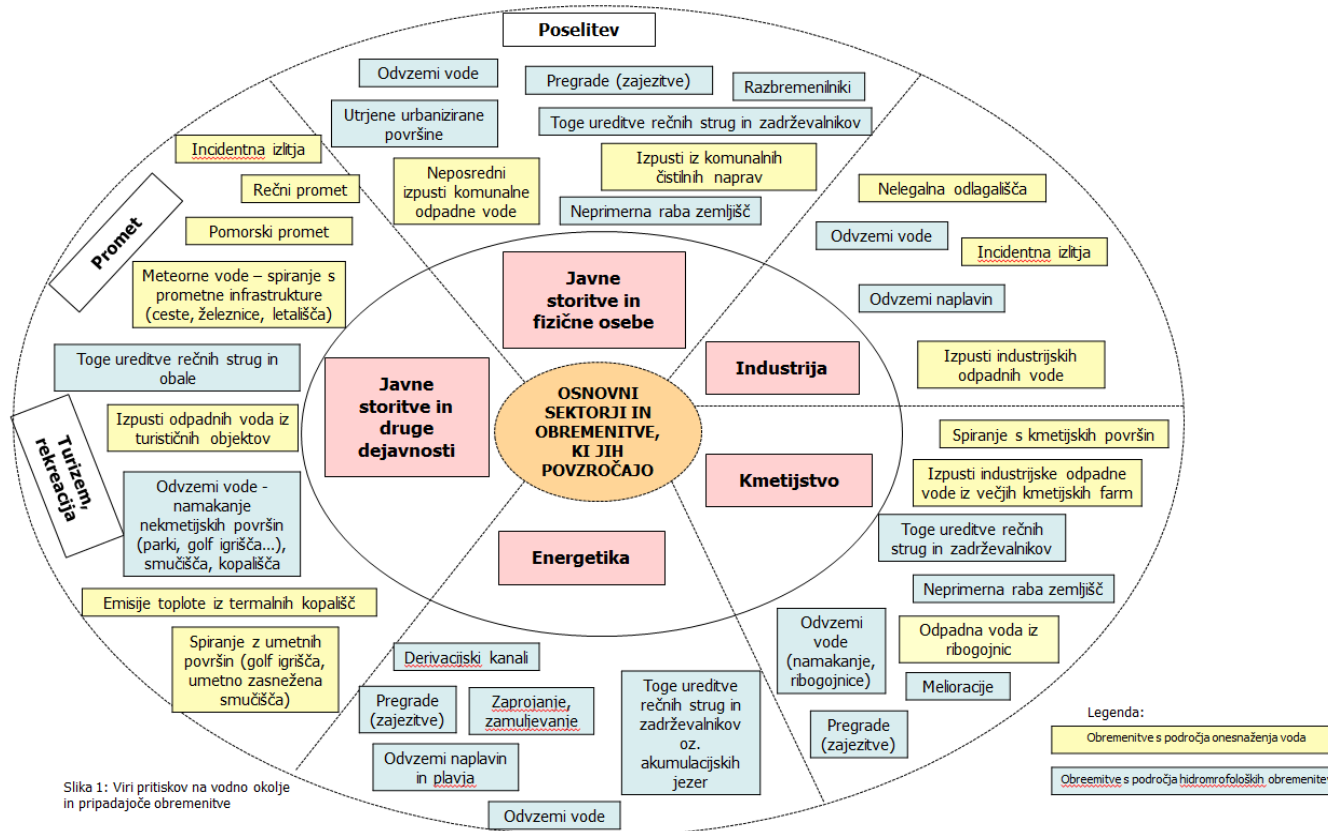 Poselitev
Odvzemi vode
Pregrade (zajezitve)
Razbremenilniki
Utrjene urbanizirane
površine
Toge ureditve rečnih strug in zadrževalnikov
Neposredni
izpusti komunalne
odpadne vode
Izpusti iz komunalnih
čistilnih naprav
Neprimerna raba zemljišč
Incidentna izlitja
Rečni promet
Promet
Pomorski promet
Meteorne vode – spiranje s
prometne infrastrukture
(ceste, železnice, letališča)
Toge ureditve rečnih strug in
obale
Izpusti odpadnih voda iz
turističnih objektov
Turizem,
rekreacija
Odvzemi vode -
namakanje
nekmetijskih površin
(parki, golf igrišča...),
smučišča, kopališča
Emisije toplote iz termalnih kopališč
Spiranje z umetnih
površin (golf igrišča,
umetno zasnežena
smučišča)
Javne
storitve in
fizične osebe
Javne
storitve in
druge
dejavnosti
OSNOVNI
SEKTORJI IN
OBREMENITVE,
KI JIH
POVZROČAJO
Industrija
Kmetijstvo
Energetika
Nelegalna odlagališča
Odvzemi vode
Incidentna izlitja
Odvzemi naplavin
Izpusti industrijskih
odpadnih vode
Spiranje s kmetijskih površin
Izpusti industrijske odpadne
vode iz večjih kmetijskih farm
Toge ureditve rečnih
strug in zadrževalnikov
Neprimerna raba zemljišč
Odvzemi
vode
(namakanje,
ribogojnice)
Odpadna voda iz
ribogojnic
Melioracije
Pregrade
(zajezitve)
Derivacijski kanali
Pregrade
(zajezitve)
Zaprojanje,
zamuljevanje
Odvzemi naplavin
in plavja
Toge ureditve
rečnih strug in
zadrževalnikov
oz.
akumulacijskih
jezer
Odvzemi vode
Legenda:
Obremenitve s področja onesnaženja voda
Obreemitve s področja hidromrofoloških obremenitev
Slika 1: Viri pritiskov na vodno okolje
in pripadajoče obremenitve